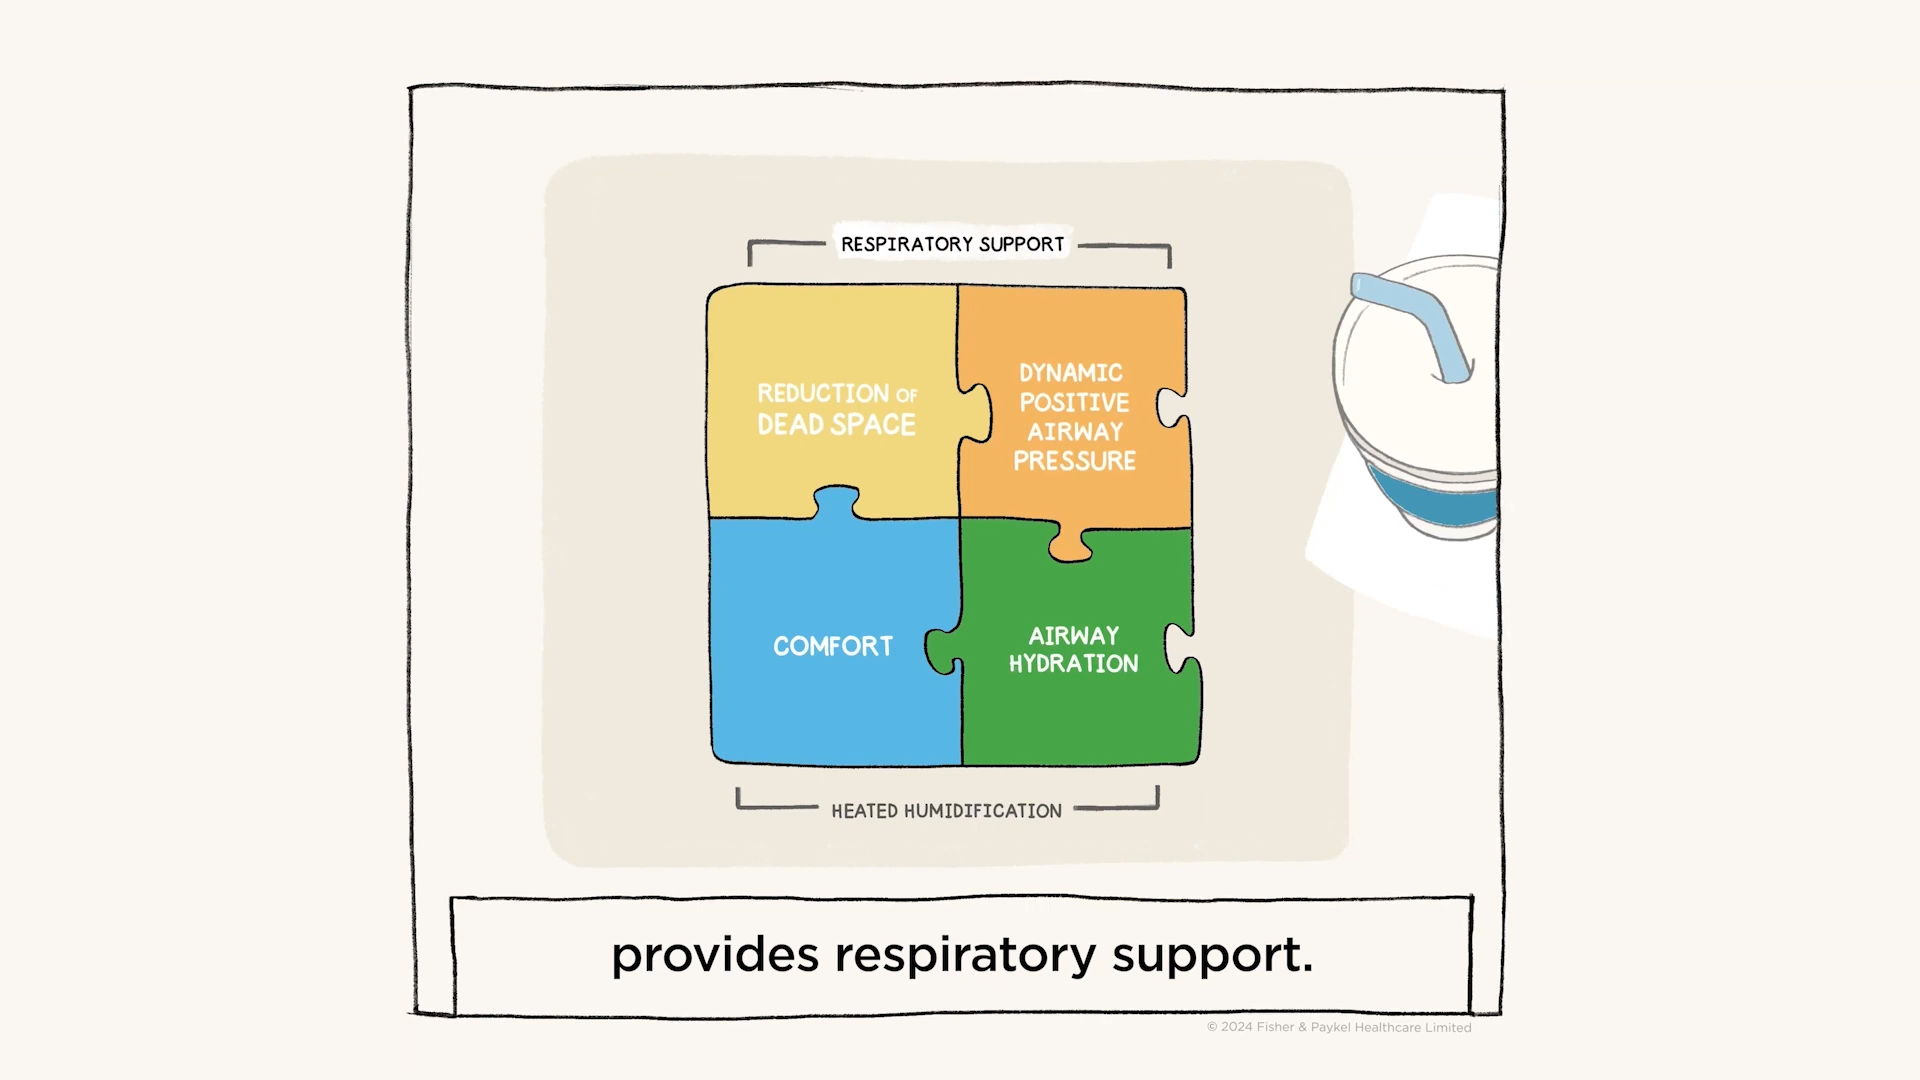 RESPIRATORY SUPPORT
REDUCTION OF
DEAD SPACE
DYNAMIC
POSITIVE
AIRWAY
PRESSURE
COMFORT
AIRWAY
HYDRATION
HEATED HUMIDIFICATION
provides respiratory support.
© 2024 Fisher & Paykel Healthcare Limited